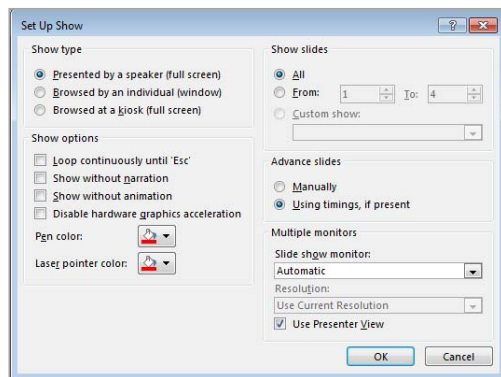 Set Up Show
Show type
Presented by a speaker (full screen)
Browsed by an individual (window)
Browsed at a kiosk (full screen)
Show options
Loop continuously until 'Esc'
Show without narration
Show without animation
Disable hardware graphics acceleration
Pen color:
Laser pointer color:
Show slides
All
From: 1 To: 4
Custom show:
Advance slides
Manually
Using timings, if present
Multiple monitors
Slide show monitor:
Automatic
Resolution:
Use Current Resolution
Use Presenter View
OK Cancel